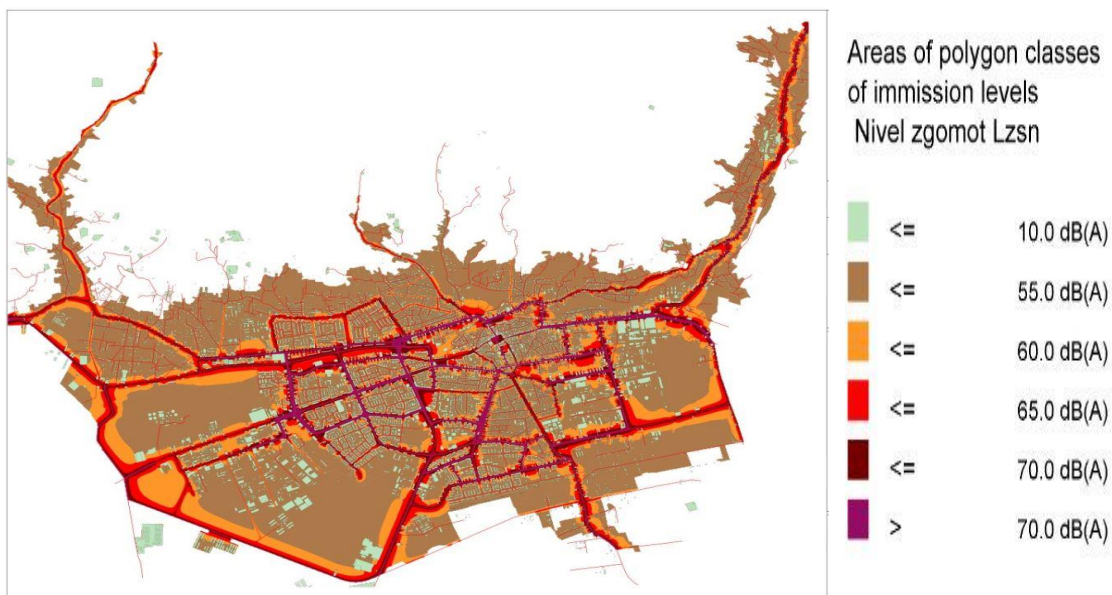 Areas of polygon classes
of immission levels
Nivel zgomot Lzsn
<= 10.0 dB(A)
<= 55.0 dB(A)
<= 60.0 dB(A)
<= 65.0 dB(A)
<= 70.0 dB(A)
> 70.0 dB(A)